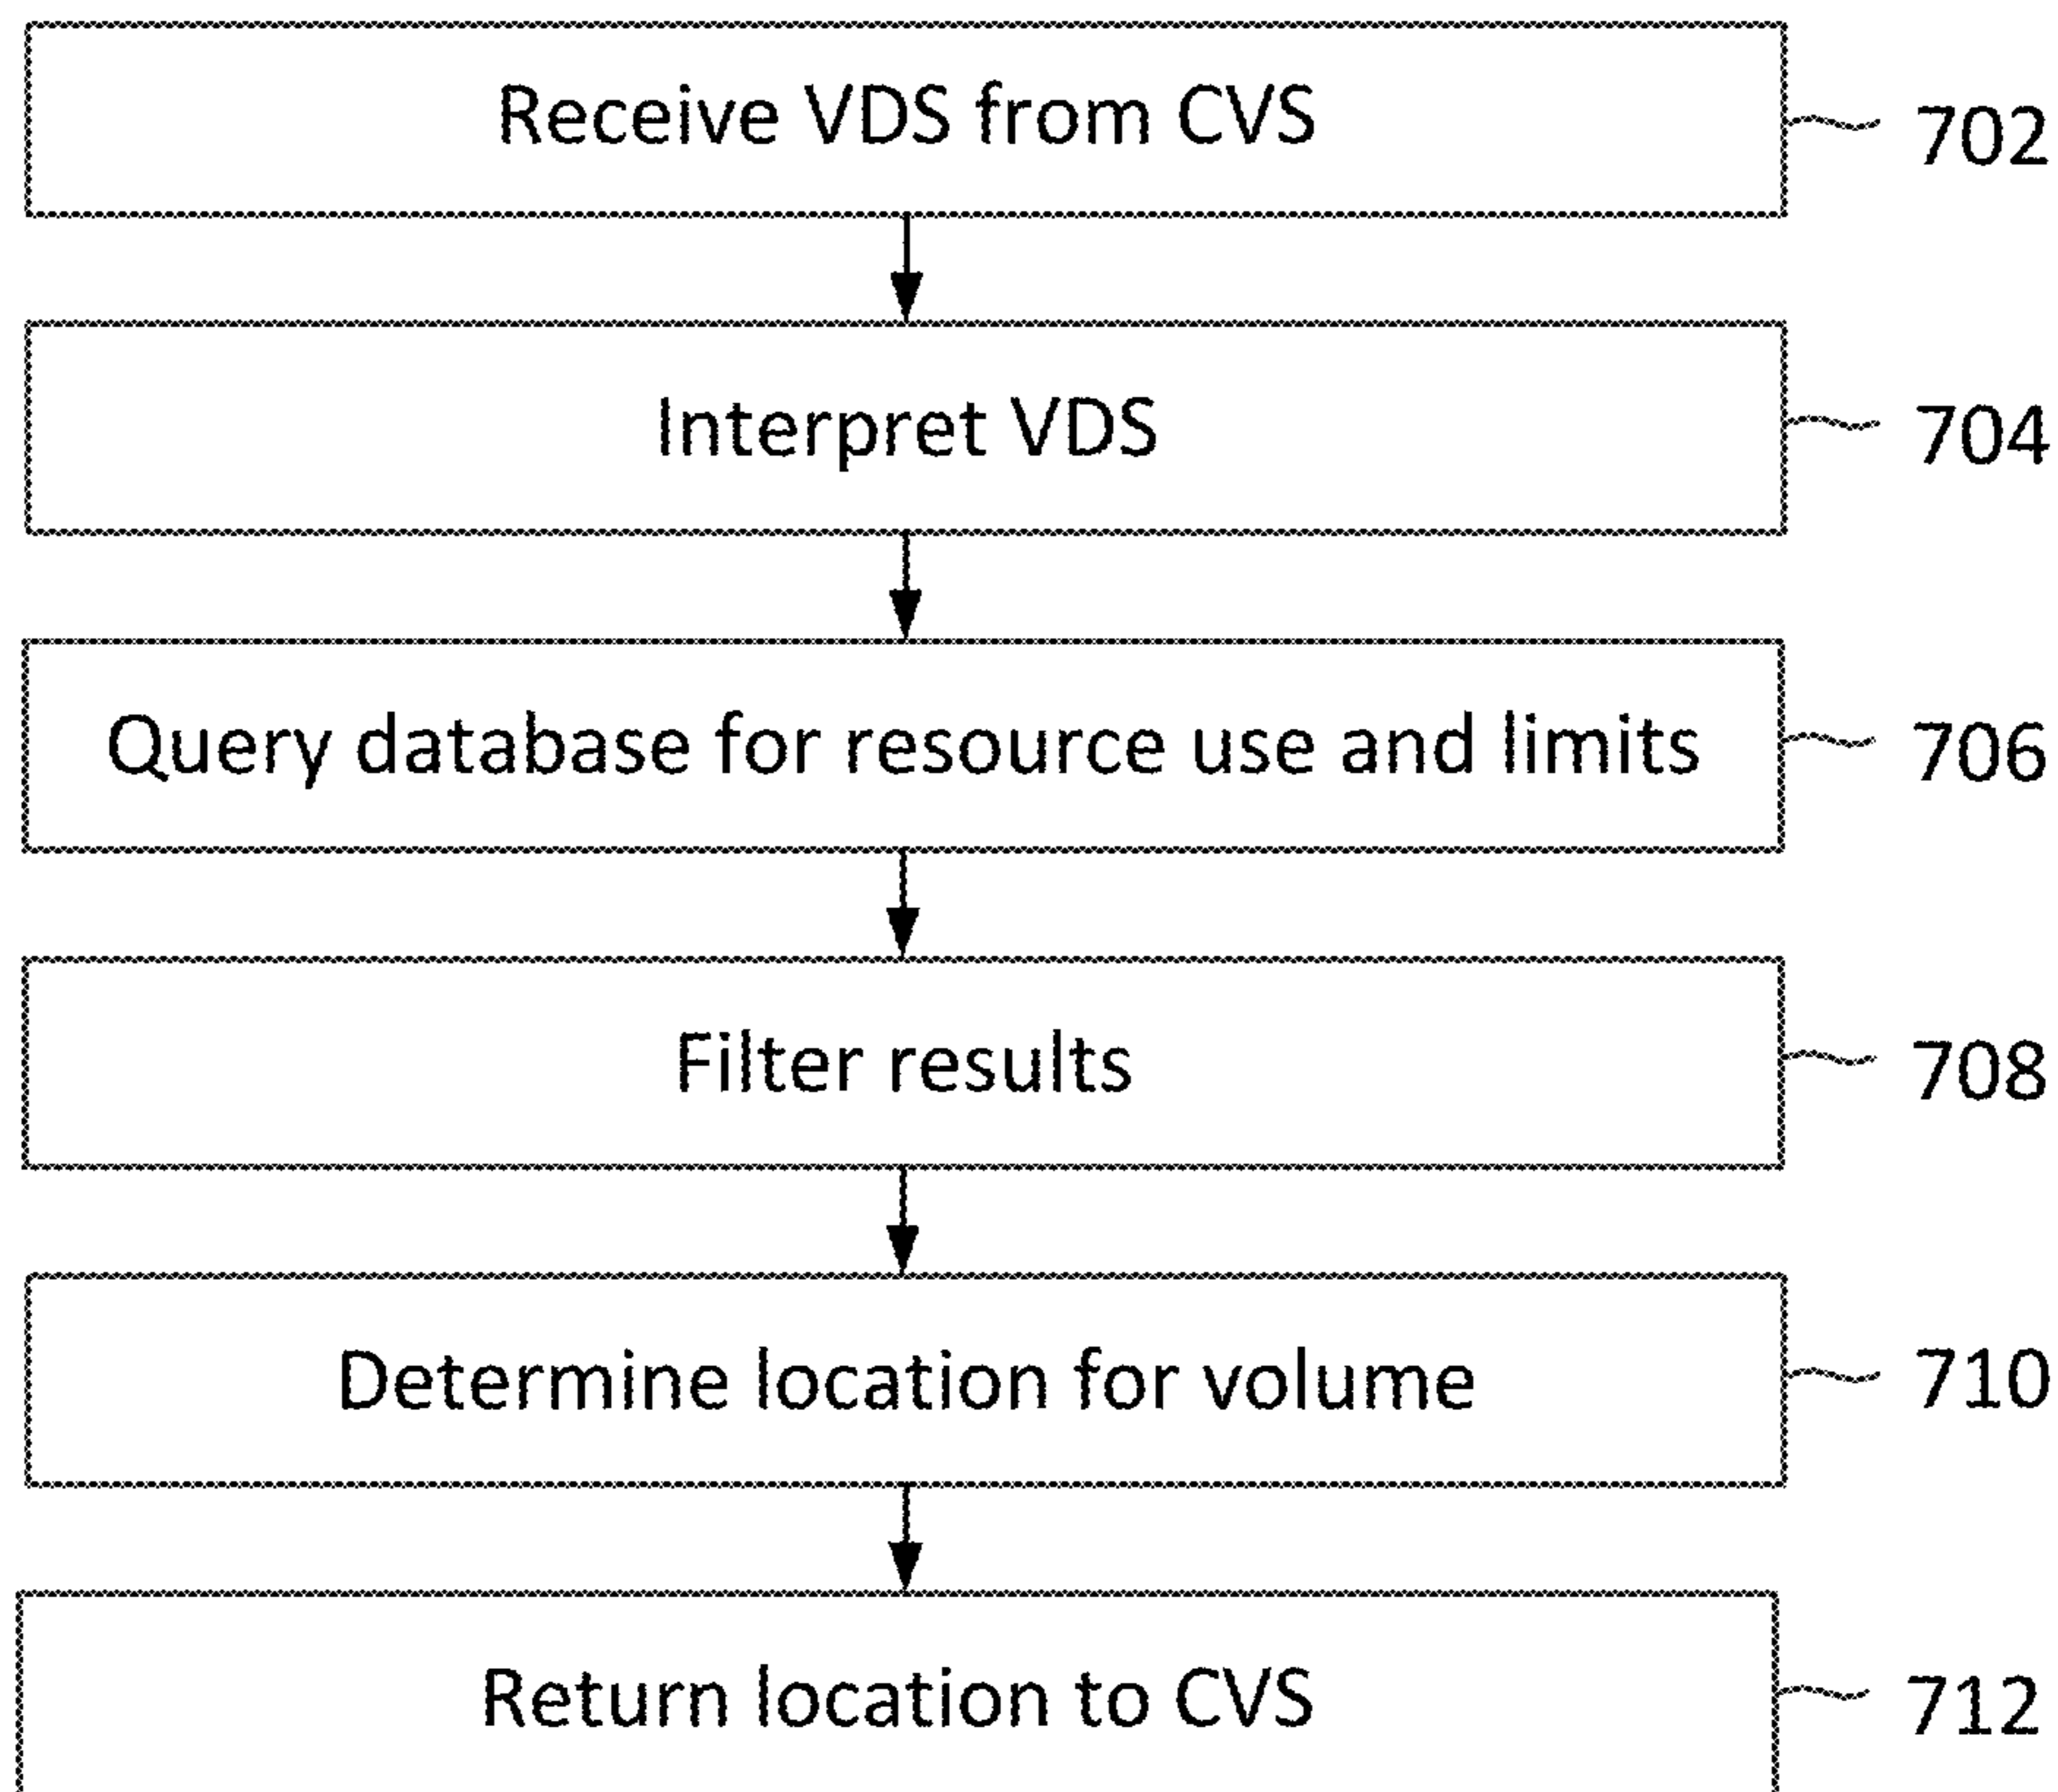 Receive VDS from CVS
702
Interpret VDS
704
Query database for resource use and limits
706
Filter results
708
Determine location for volume
710
Return location to CVS
712